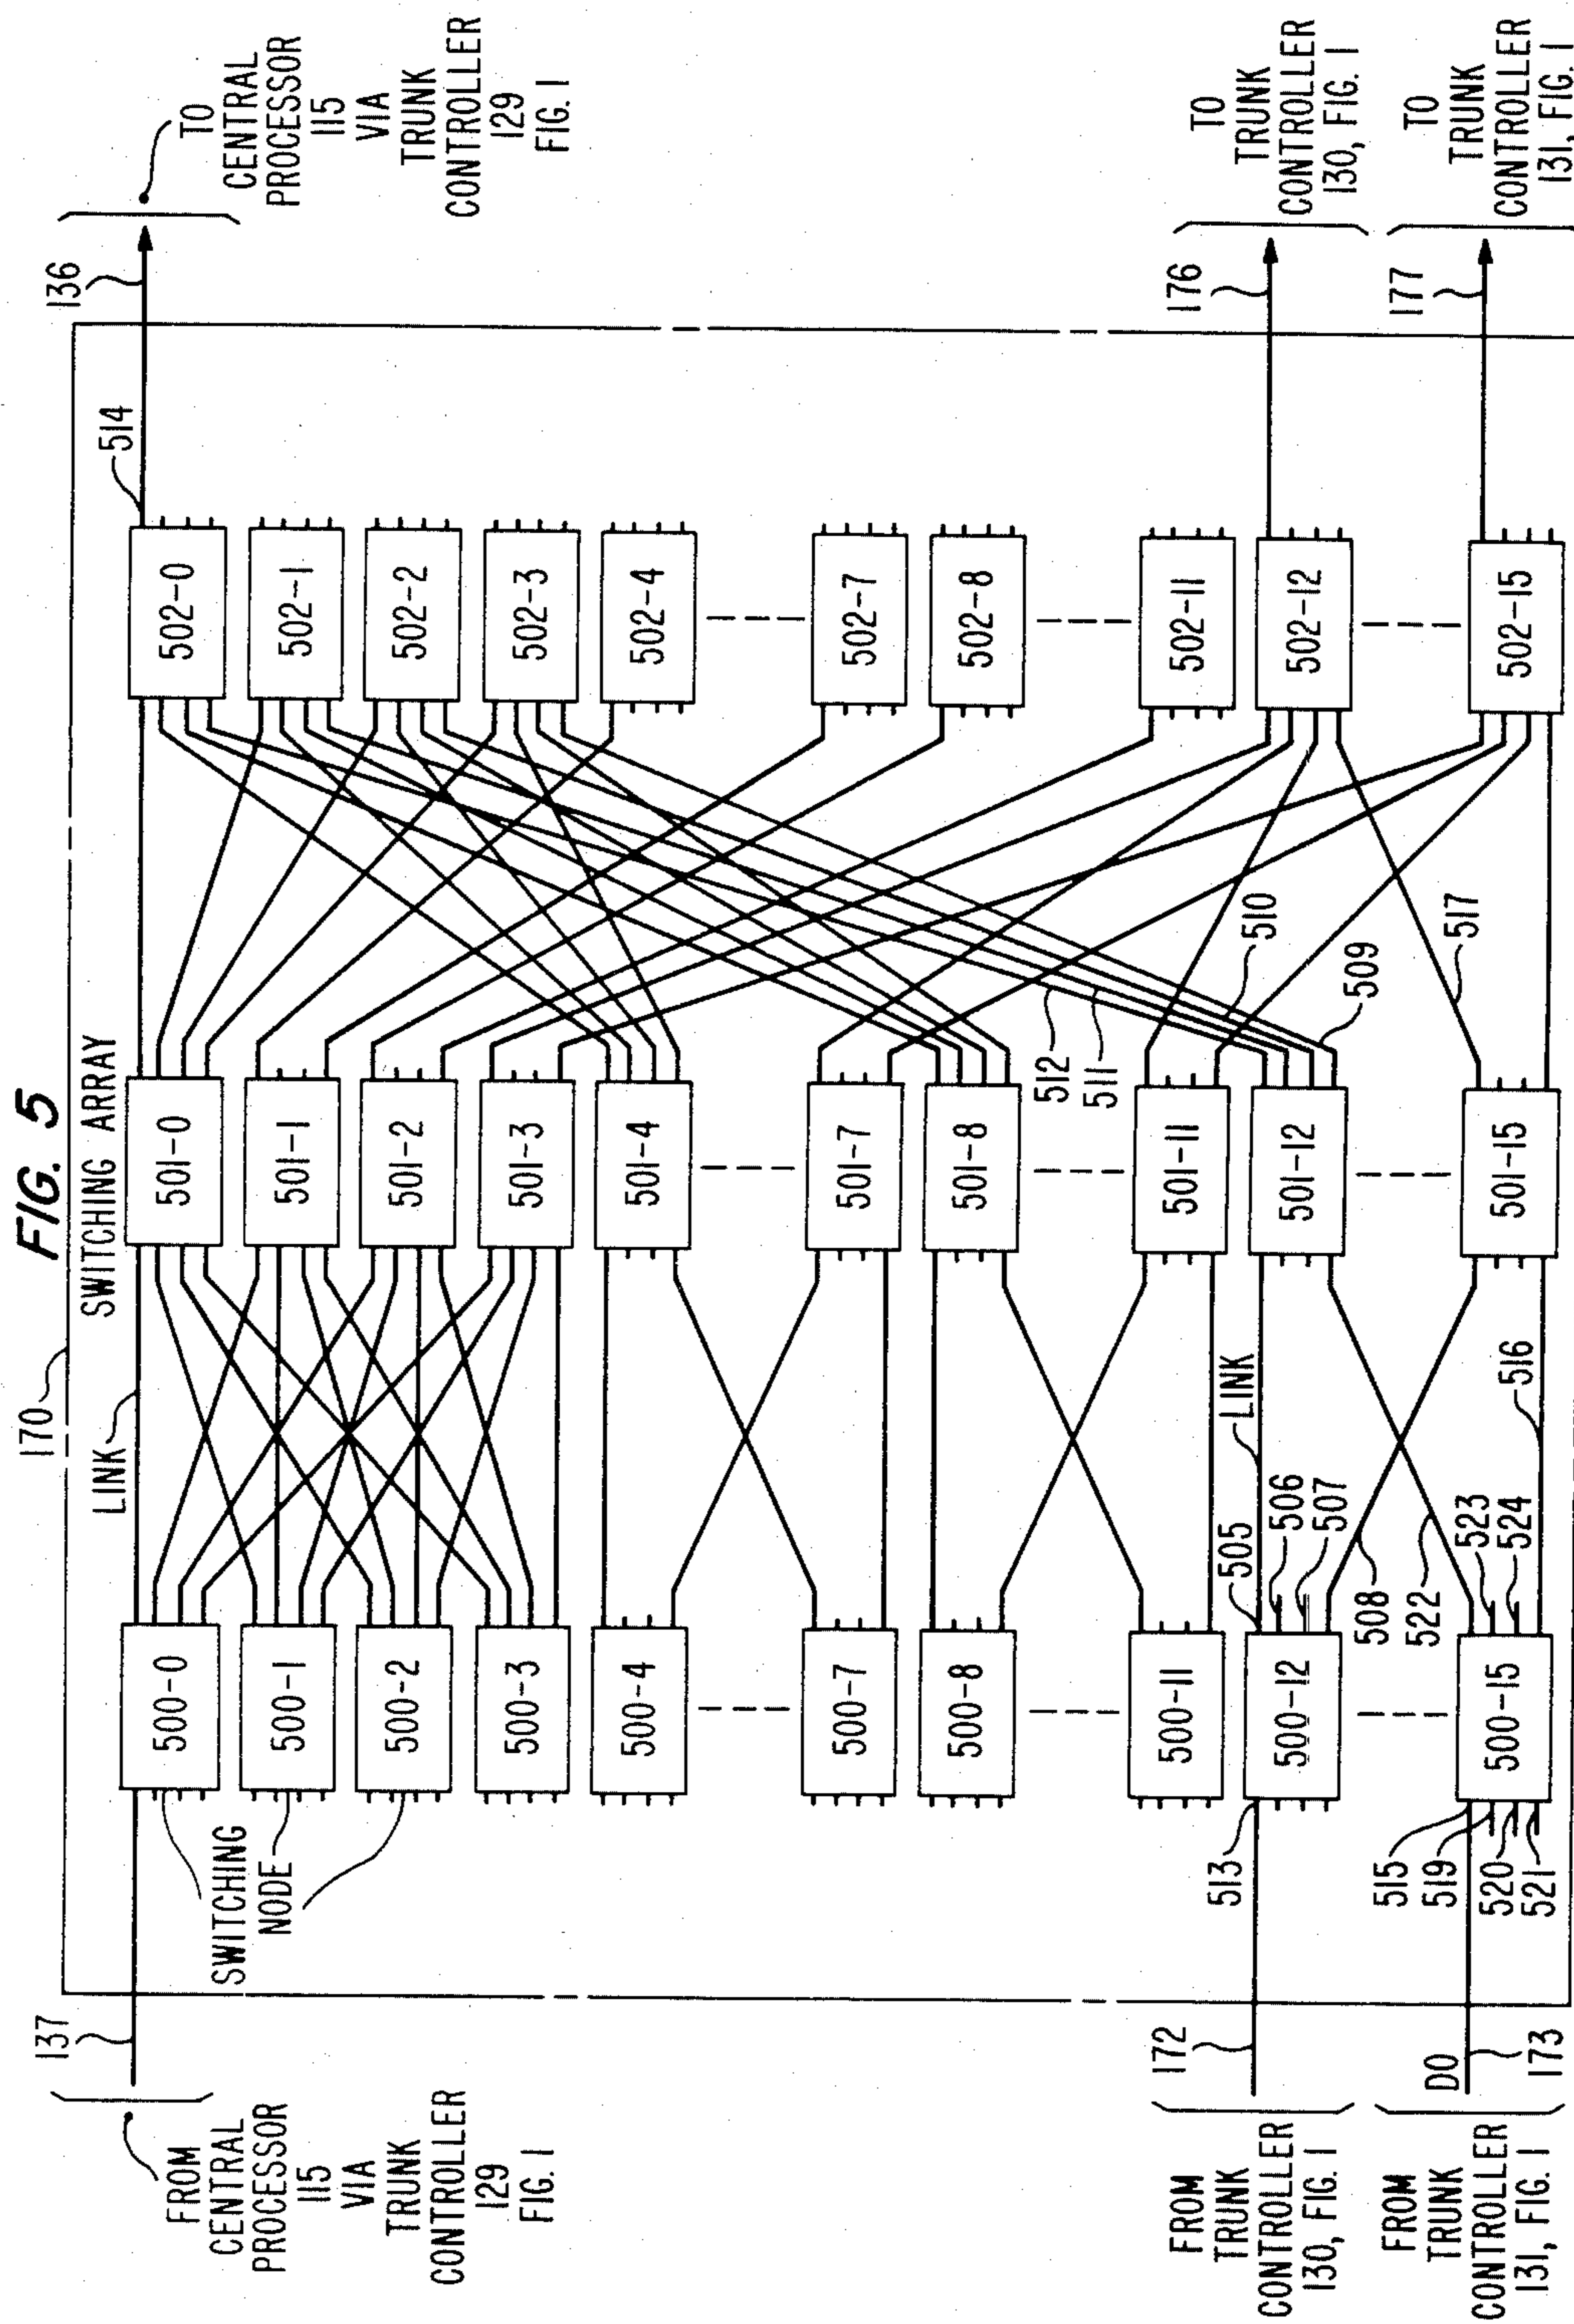 FIG. 5
170
SWITCHING ARRAY
137
136
514
LINK
FROM
CENTRAL
PROCESSOR
115
VIA
TRUNK
CONTROLLER
129
FIG. 1
TO
CENTRAL
PROCESSOR
115
VIA
TRUNK
CONTROLLER
129
FIG. 1
SWITCHING
NODE
500-0
501-0
502-0
500-1
501-1
502-1
500-2
501-2
502-2
500-3
501-3
502-3
500-4
501-4
502-4
500-7
501-7
502-7
500-8
501-8
502-8
512
511
500-11
501-11
502-11
505
LINK
510
176
172
513
506
507
500-12
501-12
502-12
509
508
522
517
177
515
519
520
521
523
524
516
500-15
501-15
502-15
DO
173
FROM
TRUNK
CONTROLLER
130, FIG. 1
TO
TRUNK
CONTROLLER
130, FIG. 1
FROM
TRUNK
CONTROLLER
131, FIG. 1
TO
TRUNK
CONTROLLER
131, FIG. 1